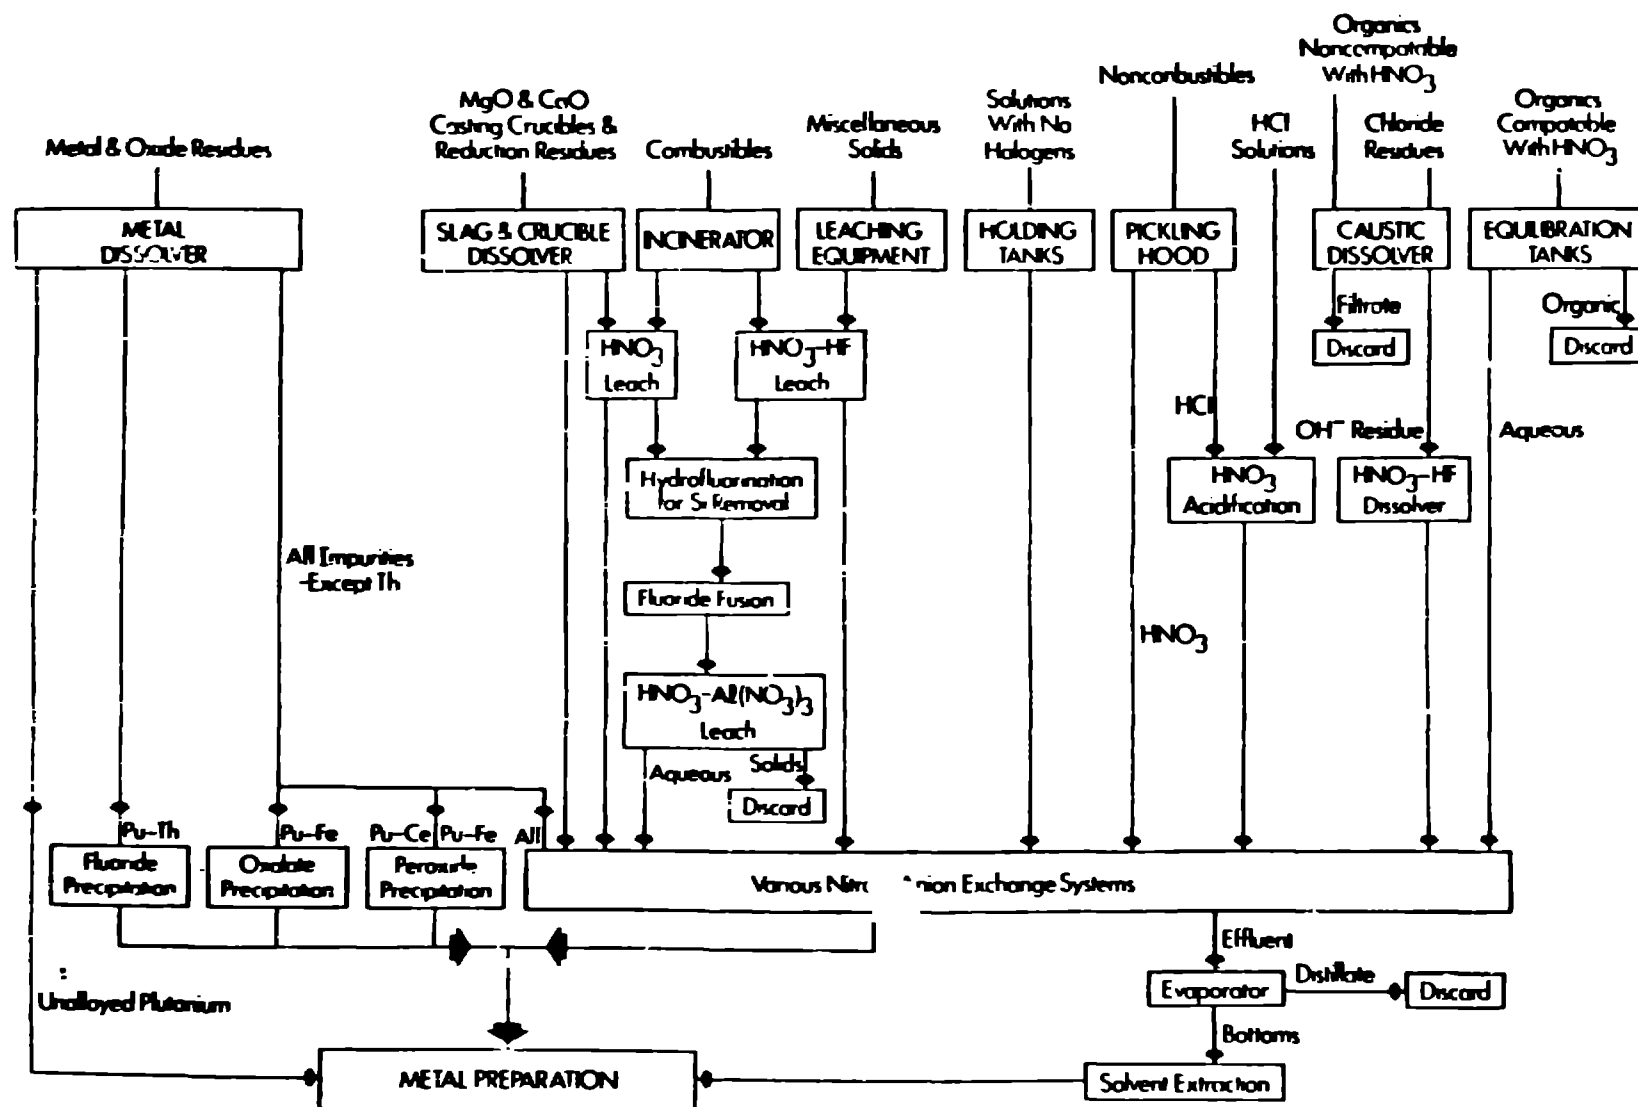 Metal & Oxide Residues
MgO & CaO
Casting Crucibles &
Reduction Residues
Combustibles
Miscellaneous
Solids
Solutions
With No
Halogens
Noncombustibles
HCl
Solutions
Organics
Noncompatable
With HNO3
Chloride
Residues
Organics
Compatable
With HNO3
METAL
DISSOLVER
SLAG & CRUCIBLE
DISSOLVER
INCINERATOR
LEACHING
EQUIPMENT
HOLDING
TANKS
PICKLING
HOOD
CAUSTIC
DISSOLVER
EQUILIBRATION
TANKS
Filtrate
Discard
Organic
Discard
HNO3
Leach
HNO3-HF
Leach
HCl
OH- Residue
Aqueous
Hydrofluorination
for Si Removal
HNO3
Acidification
HNO3-HF
Dissolver
All Impurities
-Except Th
Fluoride Fusion
HNO3
HNO3-Al(NO3)3
Leach
Aqueous
Solids
Discard
Pu-Th
Pu-Fe
Pu-Ce
Pu-Fe
All
Fluoride
Precipitation
Oxalate
Precipitation
Peroxide
Precipitation
Various Exchange Systems
Effluent
Unalloyed Plutonium
Evaporator
Distillate
Discard
Bottoms
METAL PREPARATION
Solvent Extraction